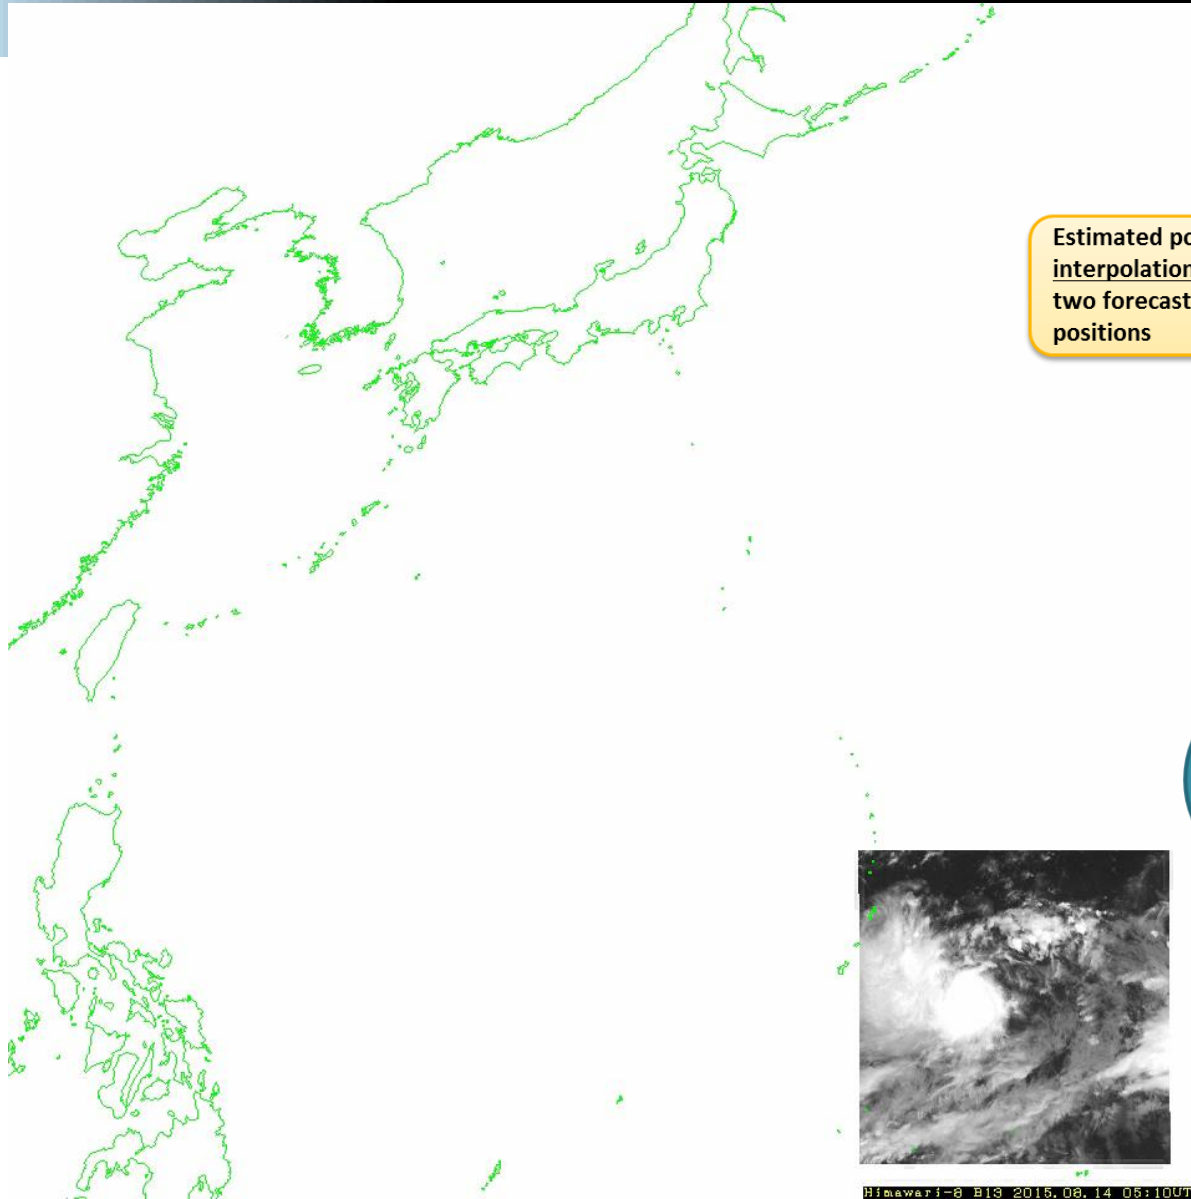 Estimated po
interpolation
two forecast
positions
Himawari-8 B13 2015.08.14 05:10UT